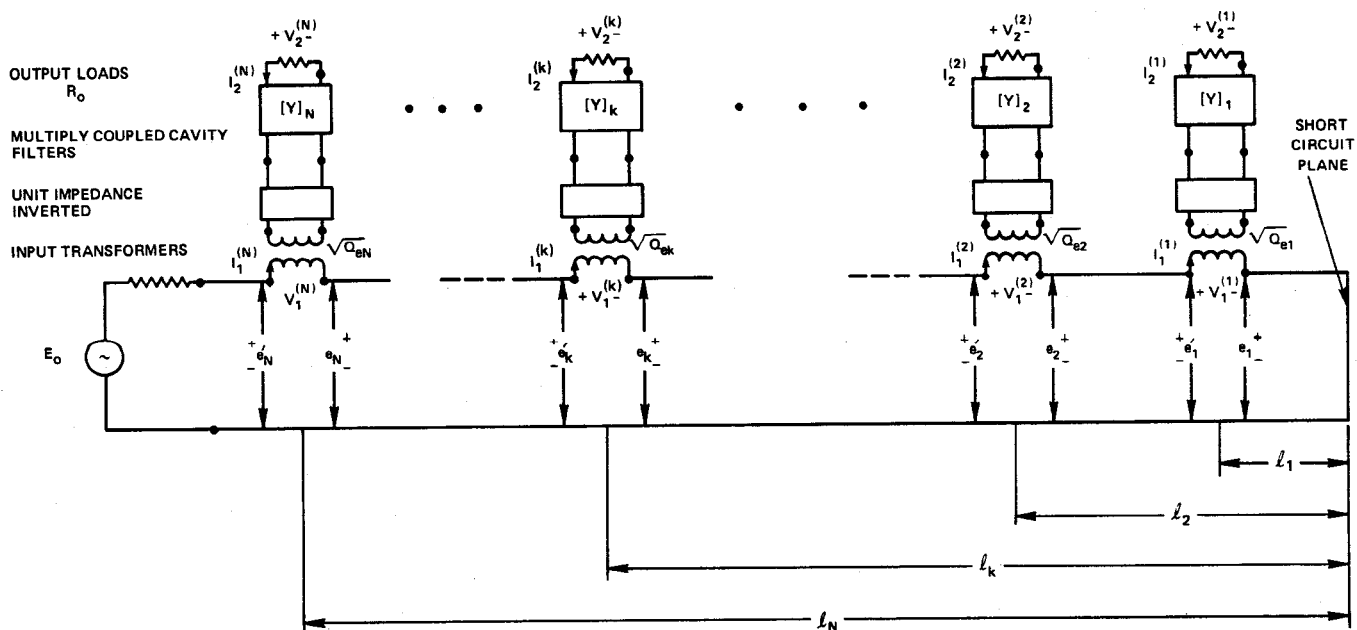 + V₂⁽ᴺ⁾ -
+ V₂⁽ᵏ⁾ -
+ V₂⁽²⁾ -
+ V₂⁽¹⁾ -
OUTPUT LOADS
R₀
I₂⁽ᴺ⁾
I₂⁽ᵏ⁾
I₂⁽²⁾
I₂⁽¹⁾
[Y]N
[Y]k
[Y]₂
[Y]₁
MULTIPLY COUPLED CAVITY
FILTERS
SHORT
CIRCUIT
PLANE
UNIT IMPEDANCE
INVERTED
INPUT TRANSFORMERS
√QeN
√Qek
√Qe2
√Qe1
I₁⁽ᴺ⁾
I₁⁽ᵏ⁾
I₁⁽²⁾
I₁⁽¹⁾
V₁⁽ᴺ⁾
+ V₁⁽ᵏ⁾ -
+ V₁⁽²⁾ -
+ V₁⁽¹⁾ -
E₀ ~
+ e'N -
eN + -
+ e'k -
ek + -
+ e'₂ -
e₂ + -
+ e'₁ -
e₁ + -
ℓ₁
ℓ₂
ℓk
ℓN